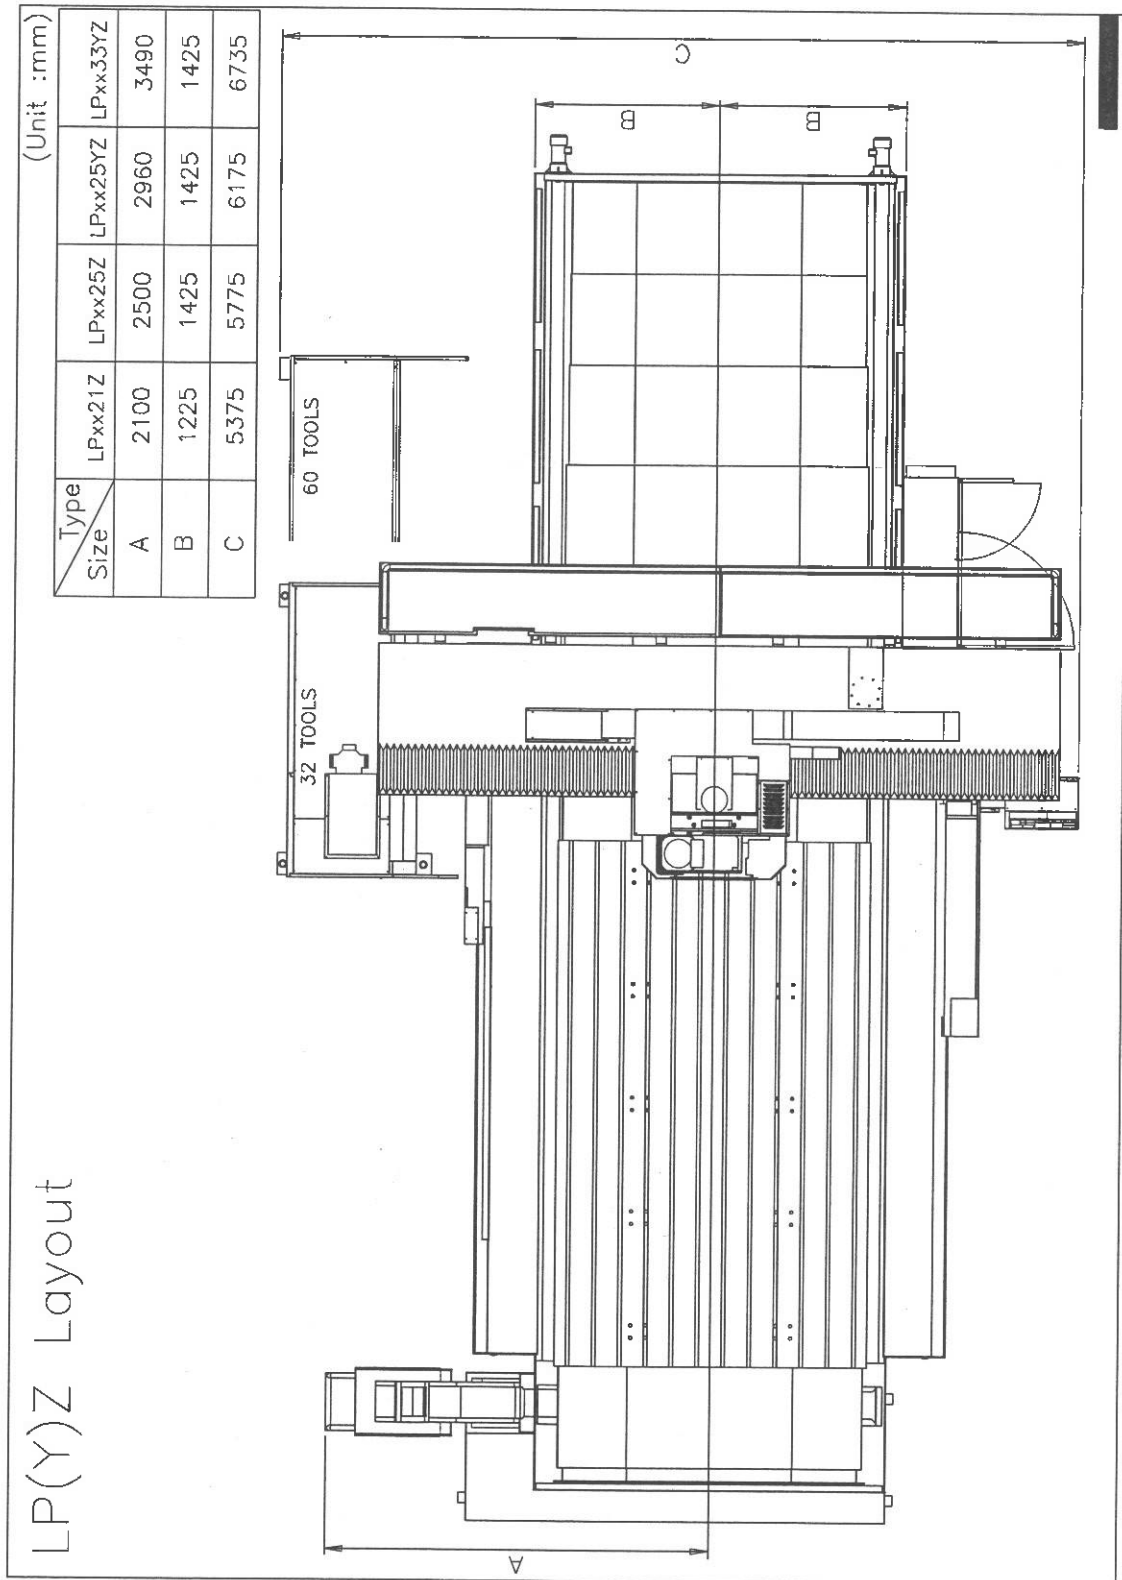 LP(Y)Z Layout
(Unit :mm)
Type
Size LPxx21Z LPxx25Z LPxx25YZ LPxx33YZ
A 2100 2500 2960 3490
B 1225 1425 1425 1425
C 5375 5775 6175 6735
32 TOOLS
60 TOOLS
C
B
B
A